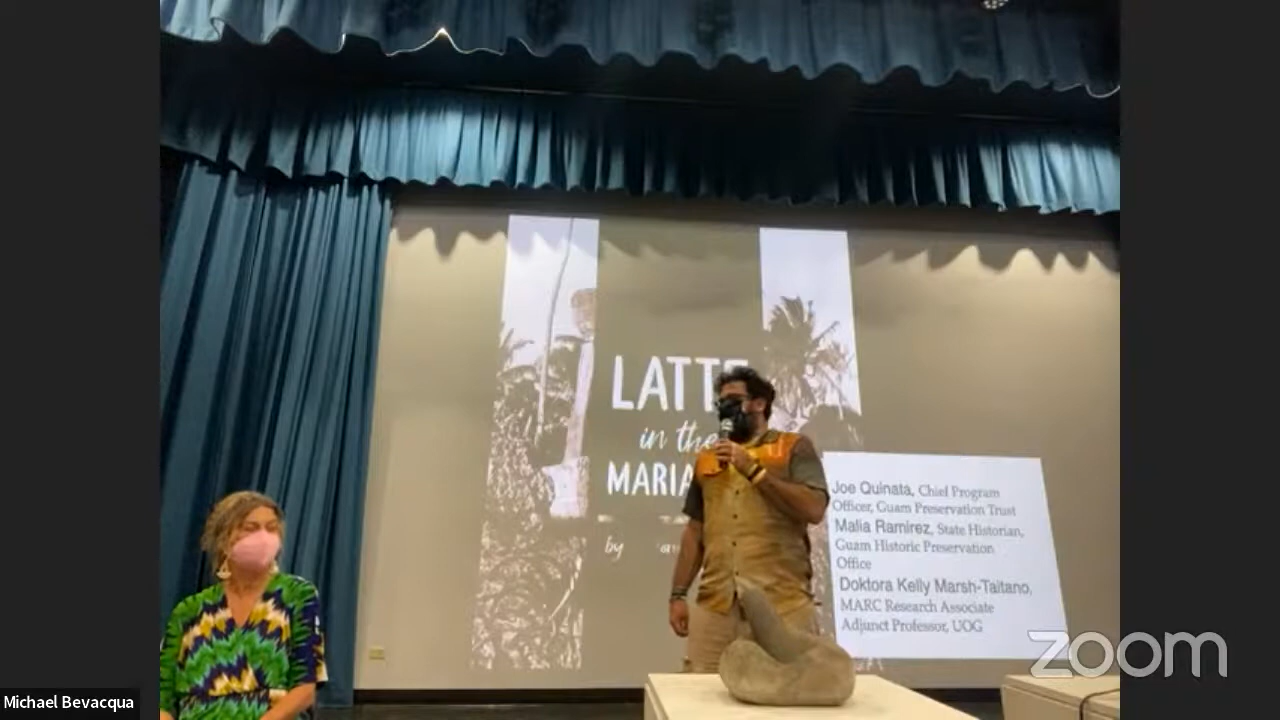 LATTE
in the
MARIA
by
Joe Quinata, Chief Program
Officer, Guam Preservation Trust
Malia Ramirez, State Historian,
Guam Historic Preservation
Office
Doktora Kelly Marsh-Taitano,
MARC Research Associate
Adjunct Professor, UOG
zoom
Michael Bevacqua